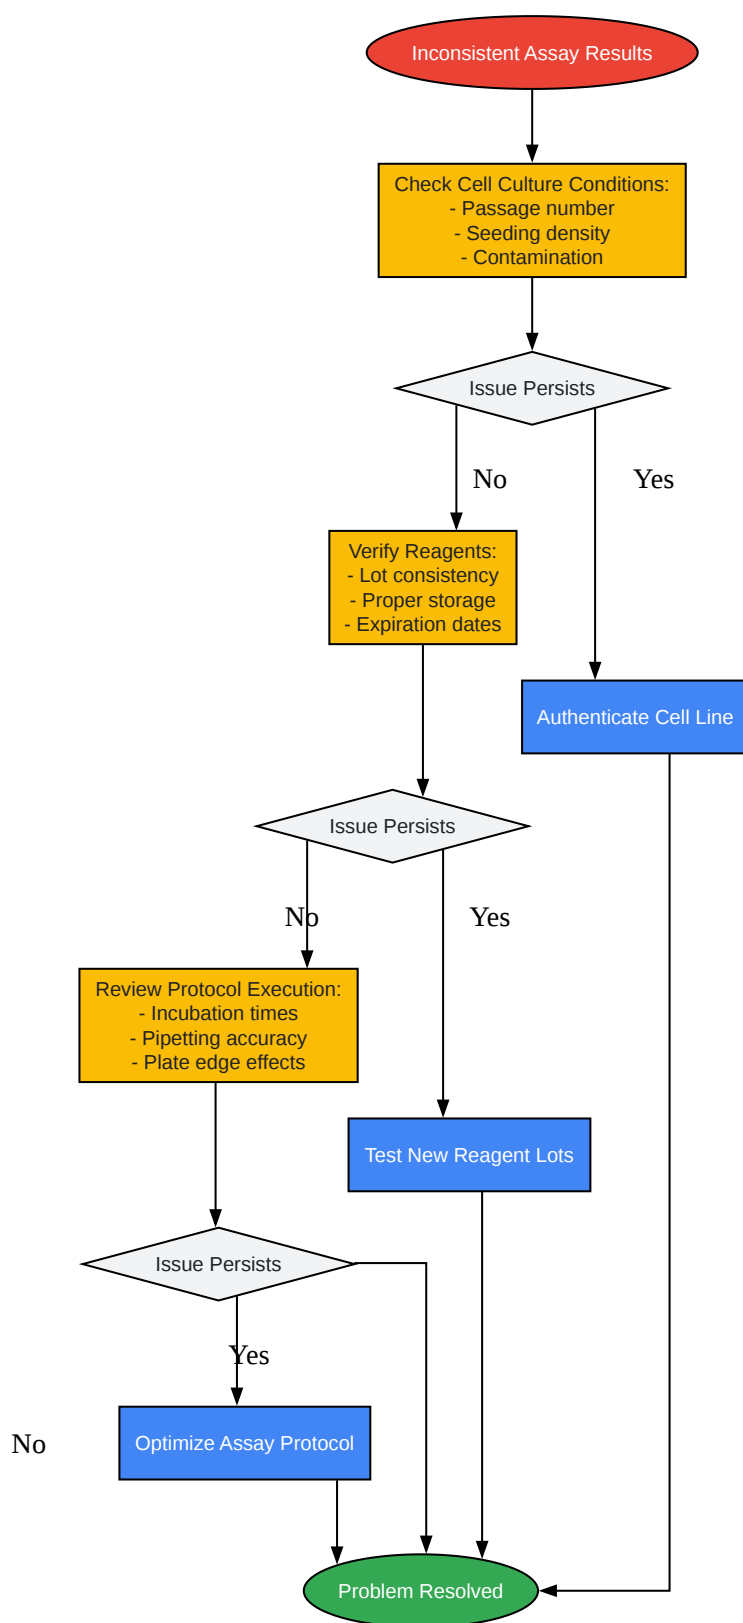 Inconsistent Assay Results
Check Cell Culture Conditions:
- Passage number
- Seeding density
- Contamination
Issue Persists
No
Yes
Verify Reagents:
- Lot consistency
- Proper storage
- Expiration dates
Authenticate Cell Line
Issue Persists
No
Yes
Review Protocol Execution:
- Incubation times
- Pipetting accuracy
- Plate edge effects
Test New Reagent Lots
Issue Persists
Yes
No
Optimize Assay Protocol
Problem Resolved